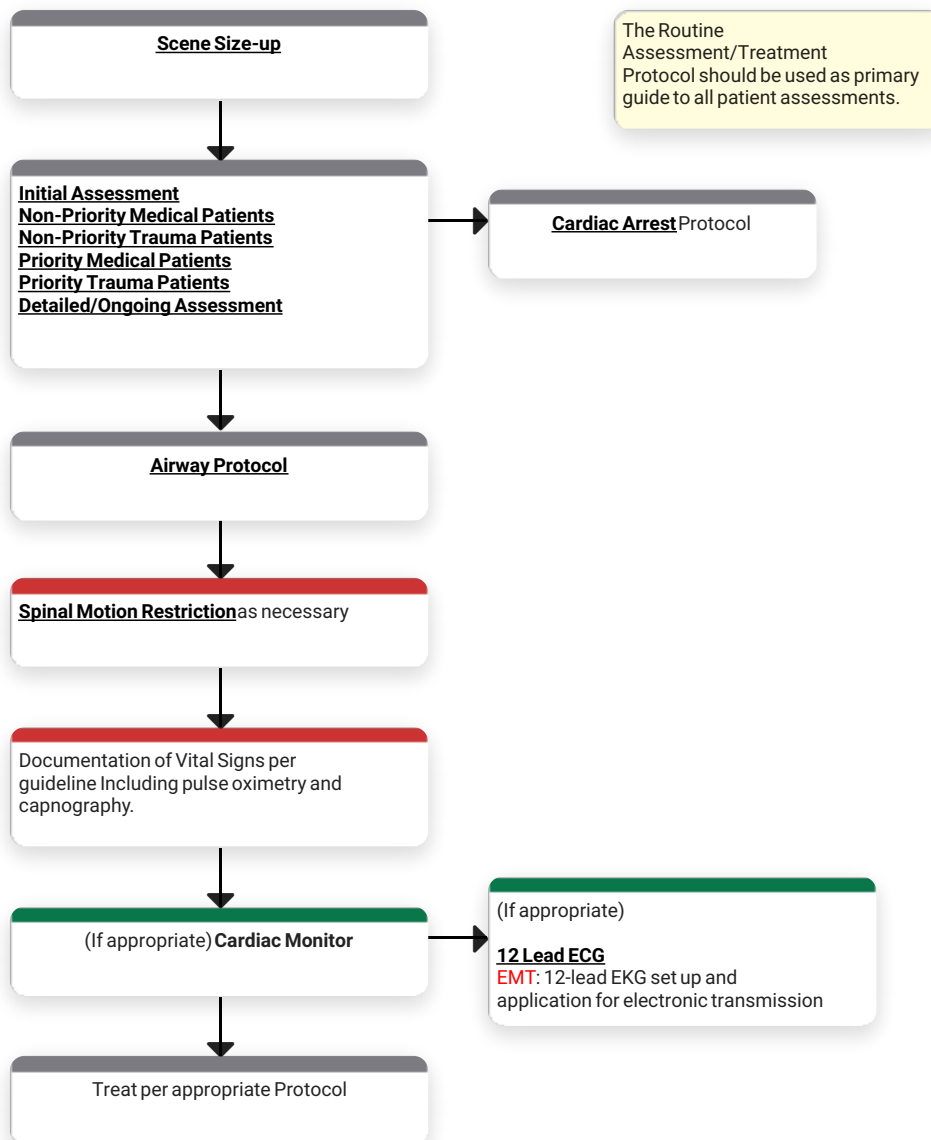 Scene Size-up
The Routine
Assessment/Treatment
Protocol should be used as primary
guide to all patient assessments.
Initial Assessment
Non-Priority Medical Patients
Non-Priority Trauma Patients
Priority Medical Patients
Priority Trauma Patients
Detailed/Ongoing Assessment
Cardiac Arrest Protocol
Airway Protocol
Spinal Motion Restriction as necessary
Documentation of Vital Signs per
guideline Including pulse oximetry and
capnography.
(If appropriate) Cardiac Monitor
(If appropriate)
12 Lead ECG
EMT: 12-lead EKG set up and
application for electronic transmission
Treat per appropriate Protocol